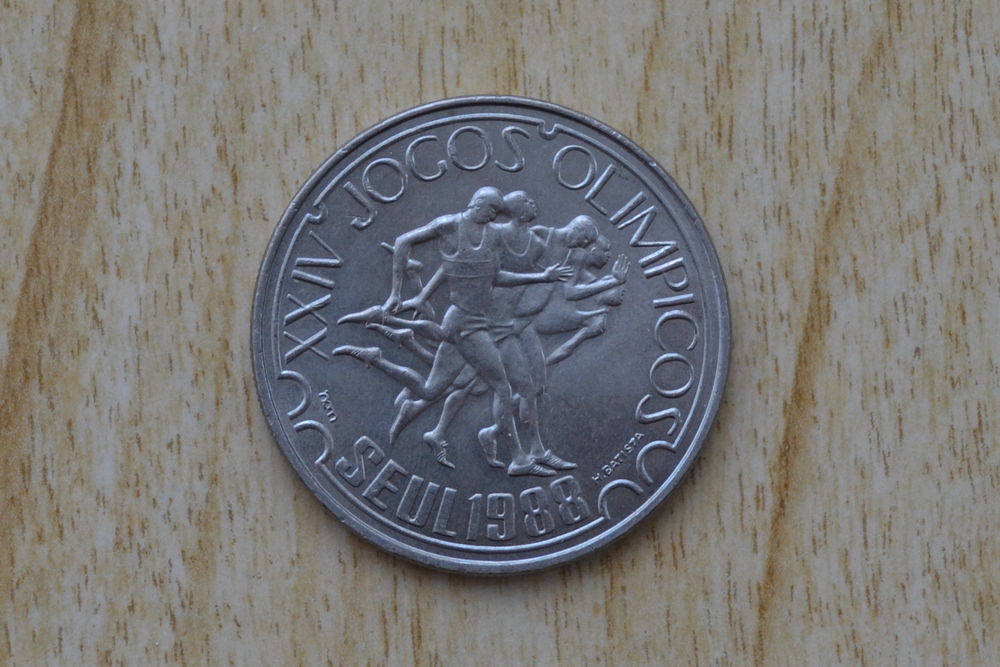 XXIV JOGOS OLIMPICOS
SEUL 1988
H. BATISTA